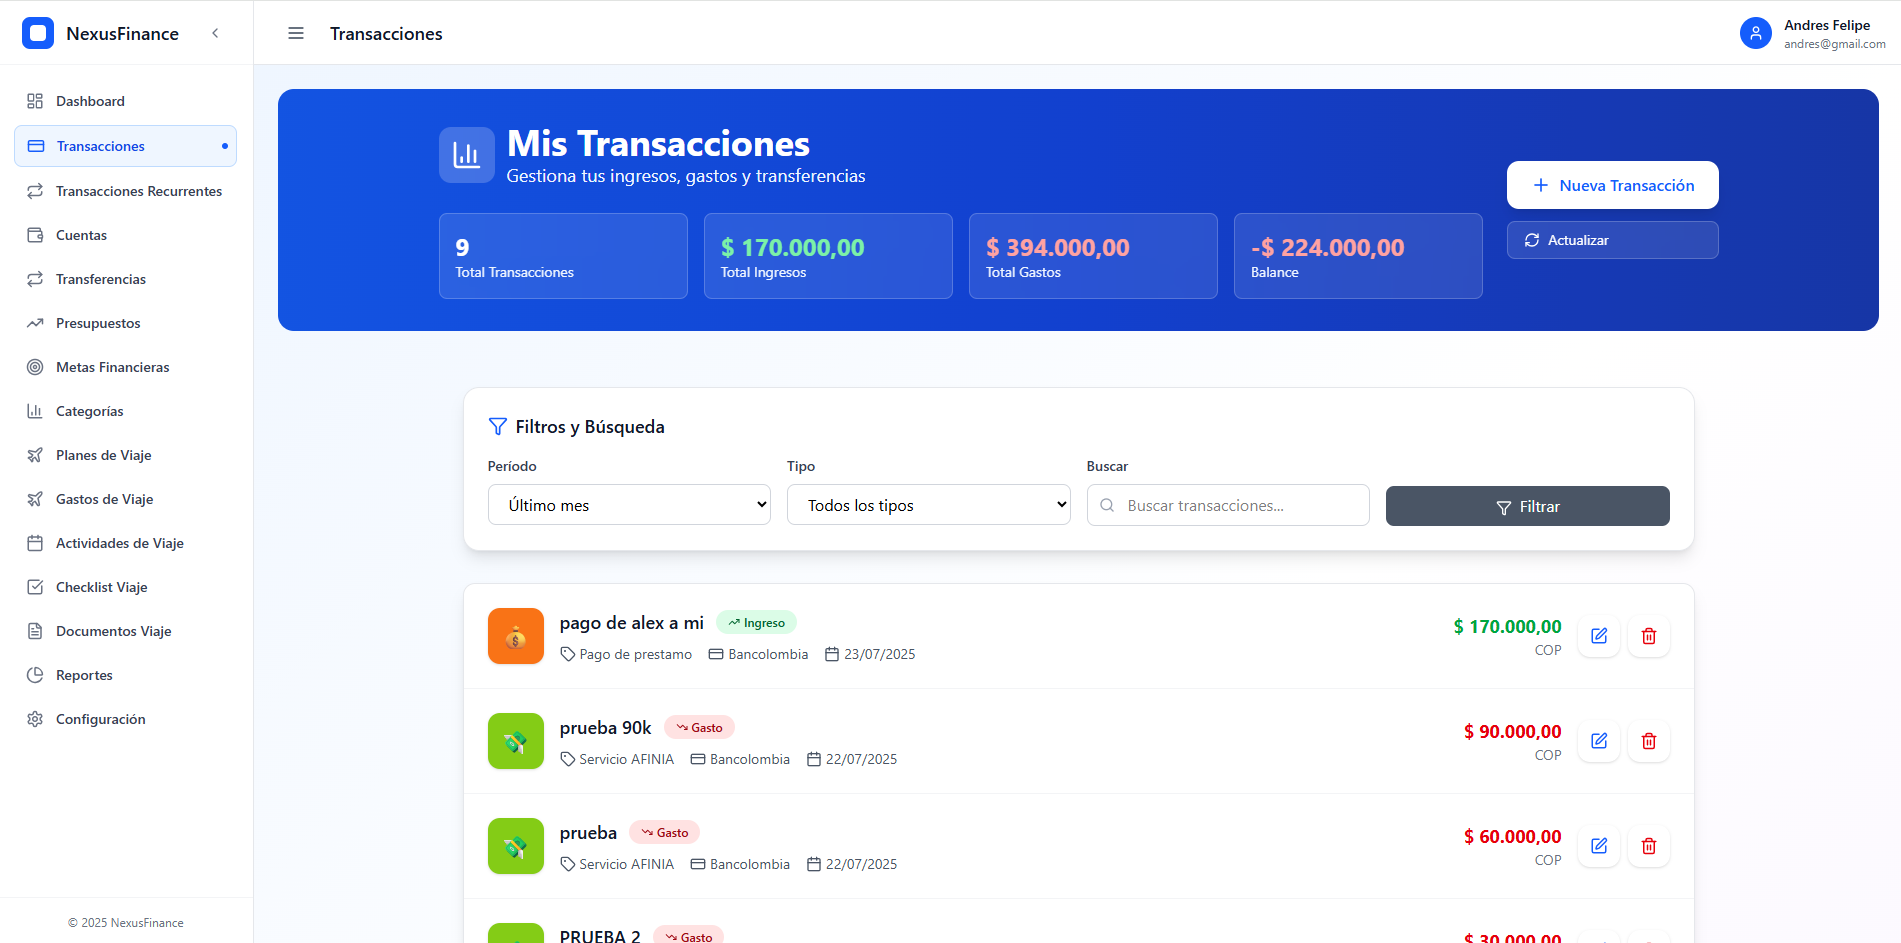 NexusFinance
Transacciones
Andres Felipe
andres@gmail.com
Dashboard
Transacciones
Transacciones Recurrentes
Cuentas
Transferencias
Presupuestos
Metas Financieras
Categorías
Planes de Viaje
Gastos de Viaje
Actividades de Viaje
Checklist Viaje
Documentos Viaje
Reportes
Configuración
© 2025 NexusFinance
Mis Transacciones
Gestiona tus ingresos, gastos y transferencias
9
Total Transacciones
$ 170.000,00
Total Ingresos
$ 394.000,00
Total Gastos
-$ 224.000,00
Balance
Nueva Transacción
Actualizar
Filtros y Búsqueda
Período
Último mes
Tipo
Todos los tipos
Buscar
Buscar transacciones...
Filtrar
pago de alex a mi Ingreso
Pago de prestamo Bancolombia 23/07/2025
$ 170.000,00
COP
prueba 90k Gasto
Servicio AFINIA Bancolombia 22/07/2025
$ 90.000,00
COP
prueba Gasto
Servicio AFINIA Bancolombia 22/07/2025
$ 60.000,00
COP
PRUEBA 2 Gasto
$ 30.000,00